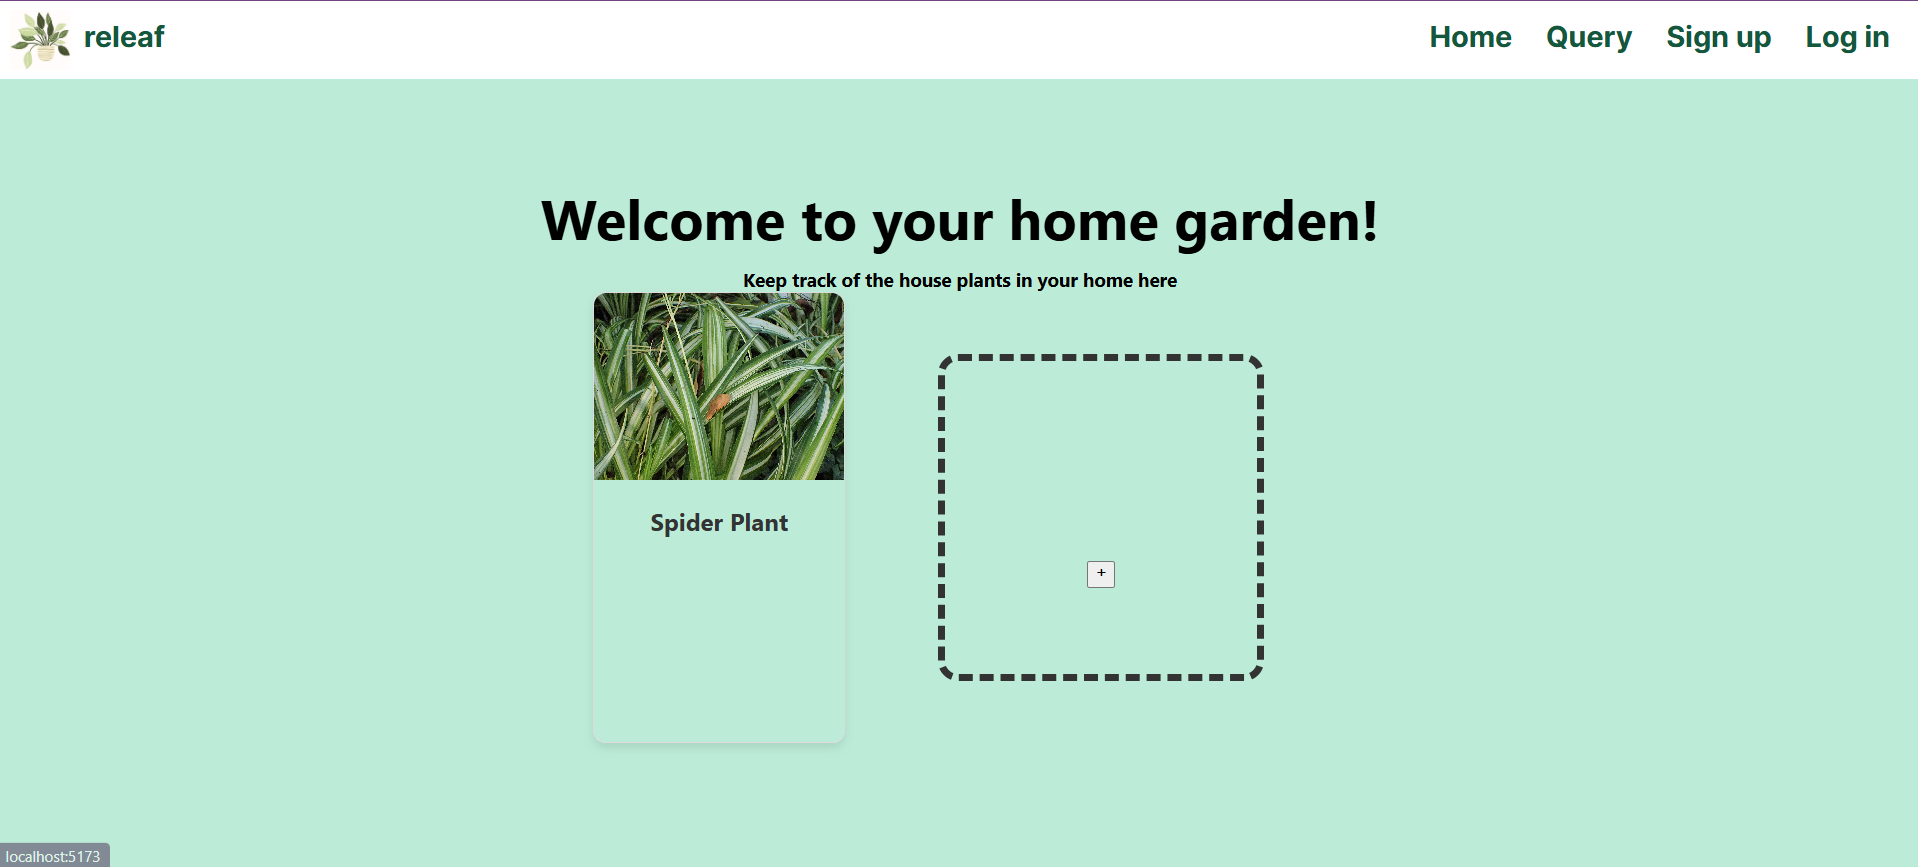 releaf
Home Query Sign up Log in
Welcome to your home garden!
Keep track of the house plants in your home here
Spider Plant
+
localhost:5173